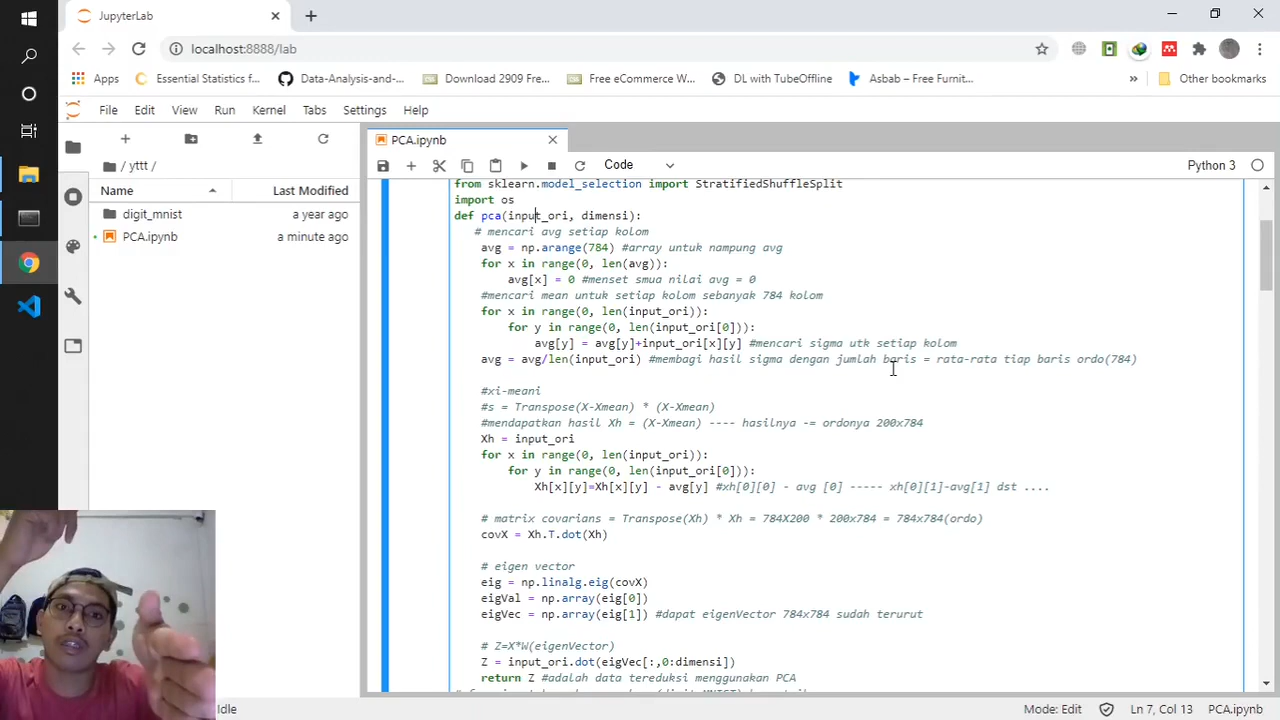 JupyterLab
localhost:8888/lab
Apps
Essential Statistics f...
Data-Analysis-and-...
Download 2909 Fre...
Free eCommerce W...
DL with TubeOffline
Asbab – Free Furnit...
»
Other bookmarks
File Edit View Run Kernel Tabs Settings Help
PCA.ipynb
/ yttt /
Code
Python 3
Name
Last Modified
digit_mnist
a year ago
PCA.ipynb
a minute ago
from sklearn.model_selection import StratifiedShuffleSplit
import os
def pca(input_ori, dimensi):
# mencari avg setiap kolom
avg = np.arange(784) #array untuk nampung avg
for x in range(0, len(avg)):
avg[x] = 0 #menset smua nilai avg = 0
#mencari mean untuk setiap kolom sebanyak 784 kolom
for x in range(0, len(input_ori)):
for y in range(0, len(input_ori[0])):
avg[y] = avg[y]+input_ori[x][y] #mencari sigma utk setiap kolom
avg = avg/len(input_ori) #membagi hasil sigma dengan jumlah baris = rata-rata tiap baris ordo(784)
#xi-meani
#s = Transpose(X-Xmean) * (X-Xmean)
#mendapatkan hasil Xh = (X-Xmean) ---- hasilnya -= ordonya 200x784
Xh = input_ori
for x in range(0, len(input_ori)):
for y in range(0, len(input_ori[0])):
Xh[x][y]=Xh[x][y] - avg[y] #xh[0][0] - avg [0] ----- xh[0][1]-avg[1] dst ....
# matrix covarians = Transpose(Xh) * Xh = 784X200 * 200x784 = 784x784(ordo)
covX = Xh.T.dot(Xh)
# eigen vector
eig = np.linalg.eig(covX)
eigVal = np.array(eig[0])
eigVec = np.array(eig[1]) #dapat eigenVector 784x784 sudah terurut
# Z=X*W(eigenVector)
Z = input_ori.dot(eigVec[:,0:dimensi])
return Z #adalah data tereduksi menggunakan PCA
Idle
Mode: Edit
Ln 7, Col 13
PCA.ipynb